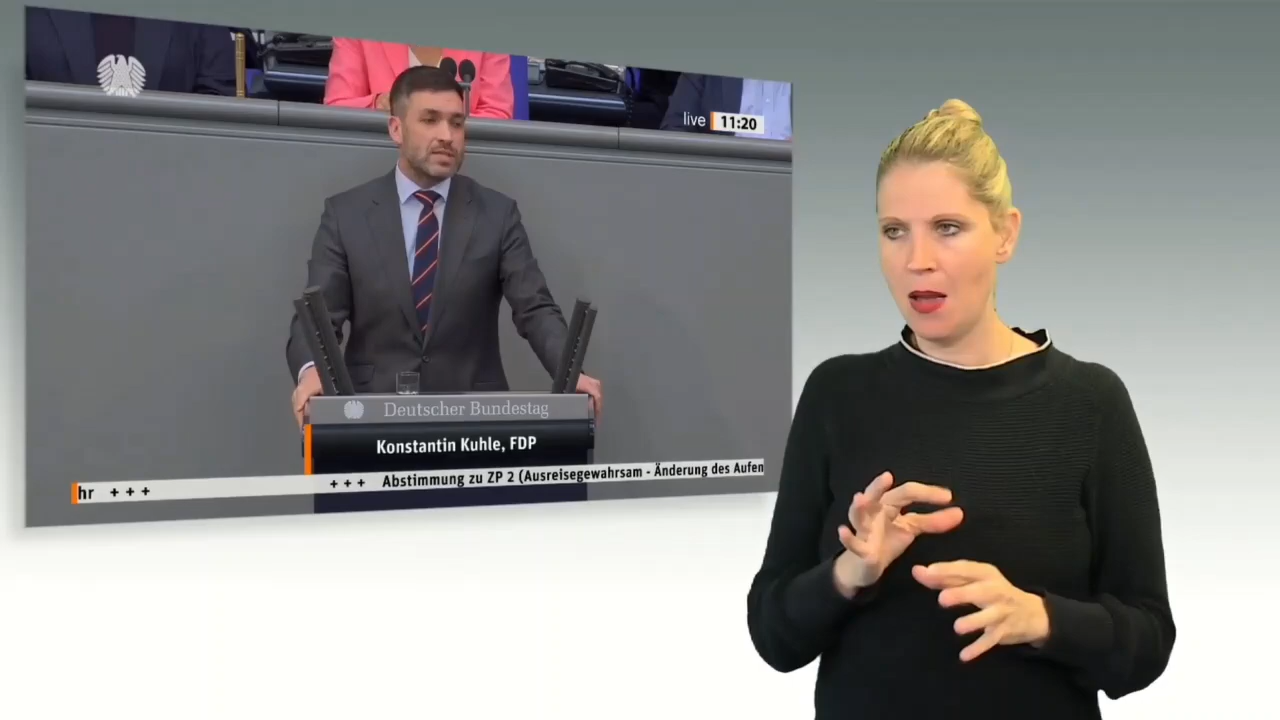 live 11:20
Deutscher Bundestag
Konstantin Kuhle, FDP
hr +++ +++ Abstimmung zu ZP 2 (Ausreisegewahrsam - Änderung des Aufen